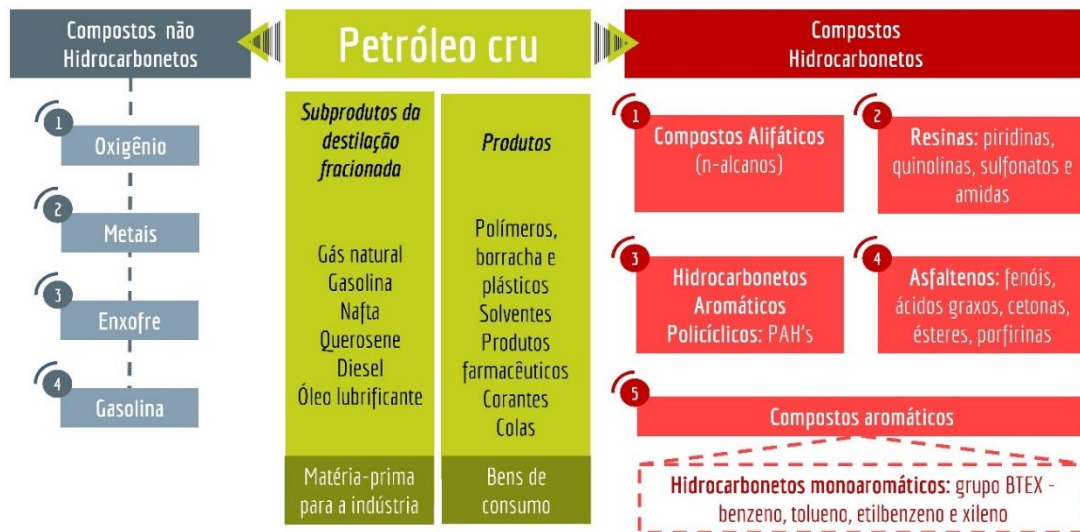 Compostos não
Hidrocarbonetos
1
Oxigênio
2
Metais
3
Enxofre
4
Gasolina
Petróleo cru
Subprodutos da
destilação
fracionada
Gás natural
Gasolina
Nafta
Querosene
Diesel
Óleo lubrificante
Matéria-prima
para a indústria
Produtos
Polímeros,
borracha e
plásticos
Solventes
Produtos
farmacêuticos
Corantes
Colas
Bens de
consumo
Compostos
Hidrocarbonetos
1
Compostos Alifáticos
(n-alcanos)
2
Resinas: piridinas,
quinolinas, sulfonatos e
amidas
3
Hidrocarbonetos
Aromáticos
Policíclicos: PAH's
4
Asfaltenos: fenóis,
ácidos graxos, cetonas,
ésteres, porfirinas
5
Compostos aromáticos
Hidrocarbonetos monoaromáticos: grupo BTEX -
benzeno, tolueno, etilbenzeno e xileno